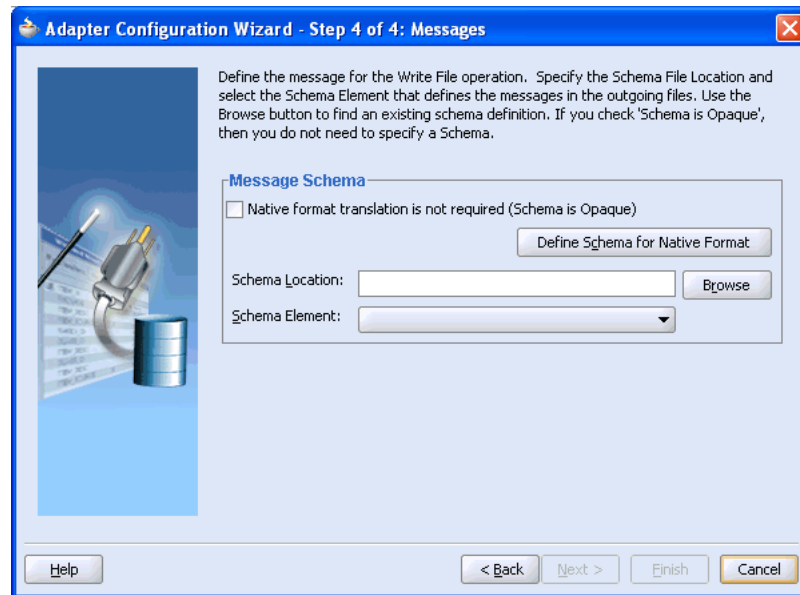 Adapter Configuration Wizard - Step 4 of 4: Messages
Define the message for the Write File operation. Specify the Schema File Location and
select the Schema Element that defines the messages in the outgoing files. Use the
Browse button to find an existing schema definition. If you check 'Schema is Opaque',
then you do not need to specify a Schema.
Message Schema
Native format translation is not required (Schema is Opaque)
Define Schema for Native Format
Schema Location:
Browse
Schema Element:
Help
< Back
Next >
Finish
Cancel